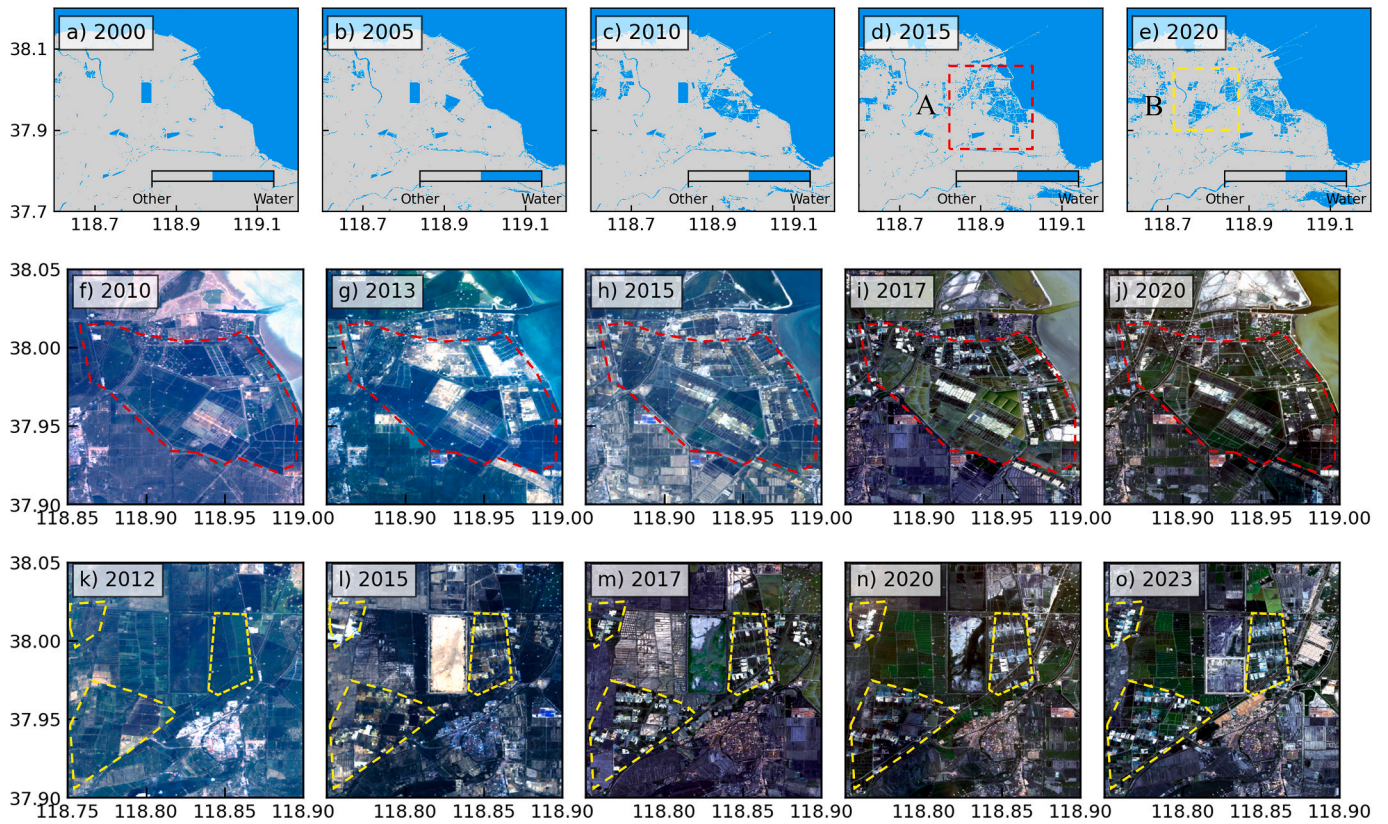 a) 2000
b) 2005
c) 2010
d) 2015
e) 2020
38.1
37.9
37.7
A
B
Other Water
Other Water
Other Water
Other Water
Other Water
118.7 118.9 119.1
118.7 118.9 119.1
118.7 118.9 119.1
118.7 118.9 119.1
118.7 118.9 119.1
38.05
38.00
37.95
37.90
f) 2010
g) 2013
h) 2015
i) 2017
j) 2020
118.85 118.90 118.95 119.00
118.90 118.95 119.00
118.90 118.95 119.00
118.90 118.95 119.00
118.90 118.95 119.00
38.05
38.00
37.95
37.90
k) 2012
l) 2015
m) 2017
n) 2020
o) 2023
118.75 118.80 118.85 118.90
118.80 118.85 118.90
118.80 118.85 118.90
118.80 118.85 118.90
118.80 118.85 118.90